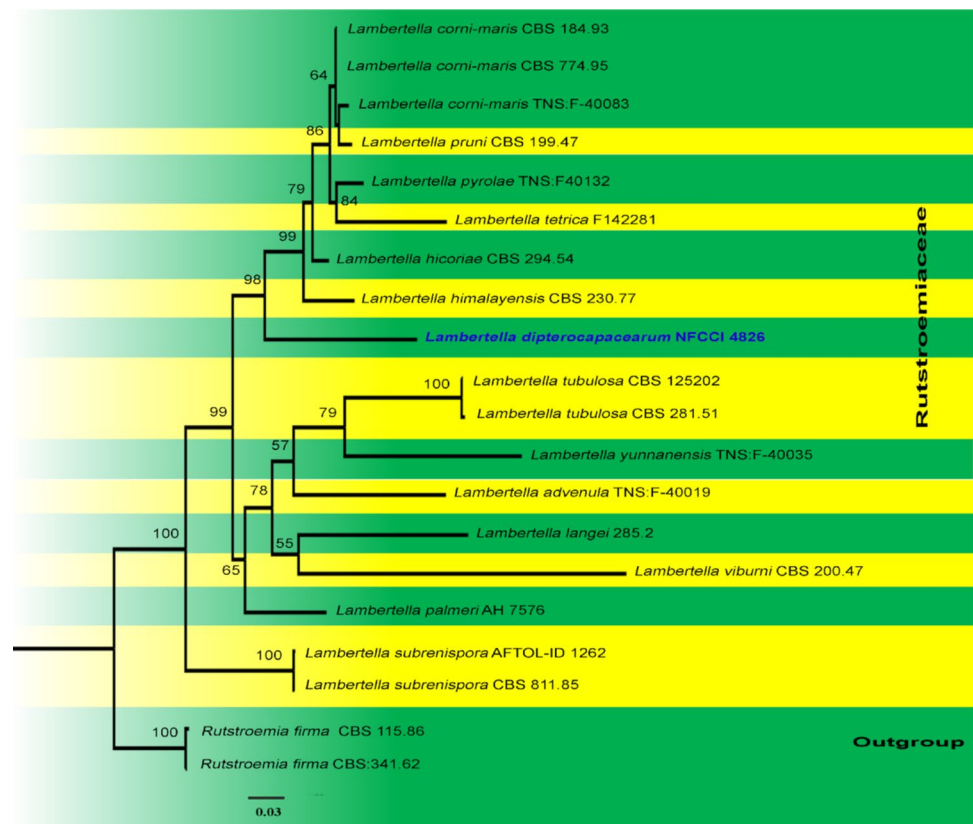 Lambertella corni-maris CBS 184.93
Lambertella corni-maris CBS 774.95
64
Lambertella corni-maris TNS:F-40083
86
Lambertella pruni CBS 199.47
Lambertella pyrolae TNS:F40132
79
84
Lambertella tetrica F142281
99
Lambertella hicoriae CBS 294.54
98
Lambertella himalayensis CBS 230.77
Lambertella dipterocapacearum NFCCI 4826
Rutstroemiaceae
100
Lambertella tubulosa CBS 125202
99
79
Lambertella tubulosa CBS 281.51
57
Lambertella yunnanensis TNS:F-40035
78
Lambertella advenula TNS:F-40019
100
Lambertella langei 285.2
55
65
Lambertella viburni CBS 200.47
Lambertella palmeri AH 7576
100
Lambertella subrenispora AFTOL-ID 1262
Lambertella subrenispora CBS 811.85
100
Rutstroemia firma CBS 115.86
Outgroup
Rutstroemia firma CBS:341.62
0.03